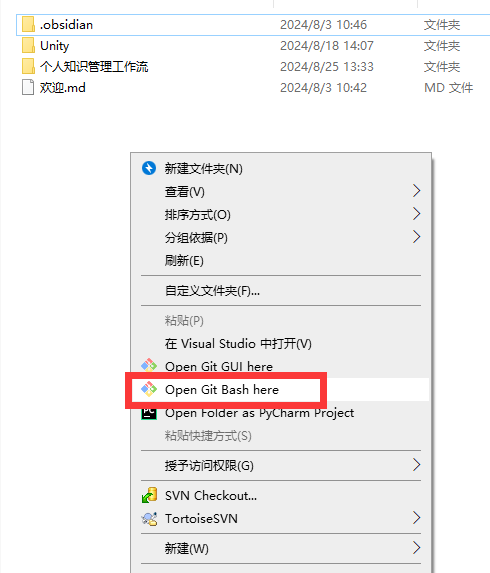 .obsidian 2024/8/3 10:46 文件夹
Unity 2024/8/18 14:07 文件夹
个人知识管理工作流 2024/8/25 13:33 文件夹
欢迎.md 2024/8/3 10:42 MD 文件
新建文件夹(N)
查看(V)
排序方式(O)
分组依据(P)
刷新(E)
自定义文件夹(F)...
粘贴(P)
在 Visual Studio 中打开(V)
Open Git GUI here
Open Git Bash here
PC Open Folder as PyCharm Project
粘贴快捷方式(S)
授予访问权限(G)
SVN Checkout...
TortoiseSVN
新建(W)